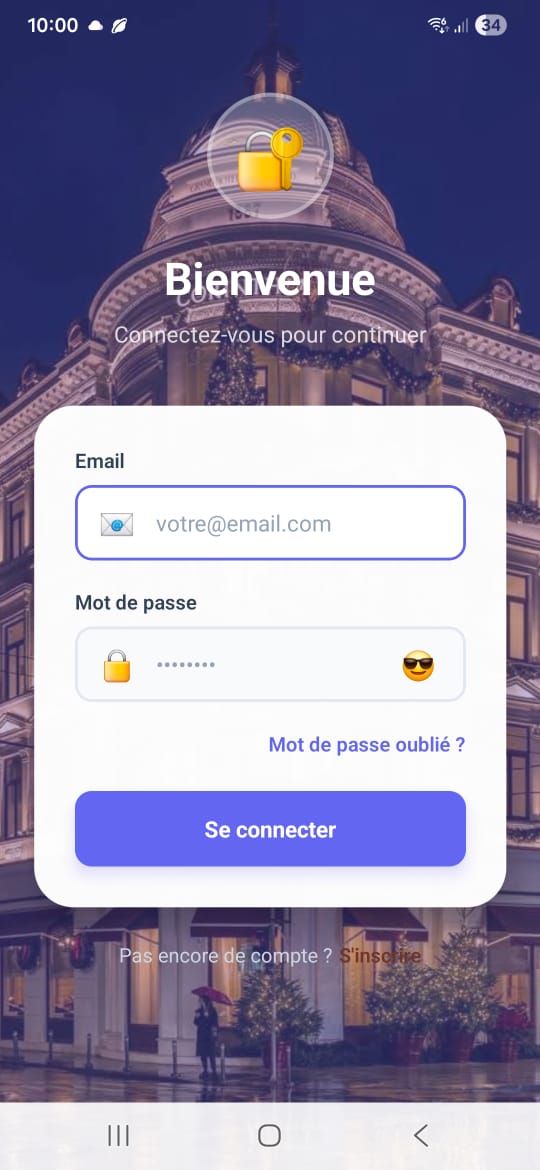 10:00
34
Bienvenue
Connectez-vous pour continuer
Email
votre@email.com
Mot de passe
••••••••
Mot de passe oublié ?
Se connecter
Pas encore de compte ? S'inscrire